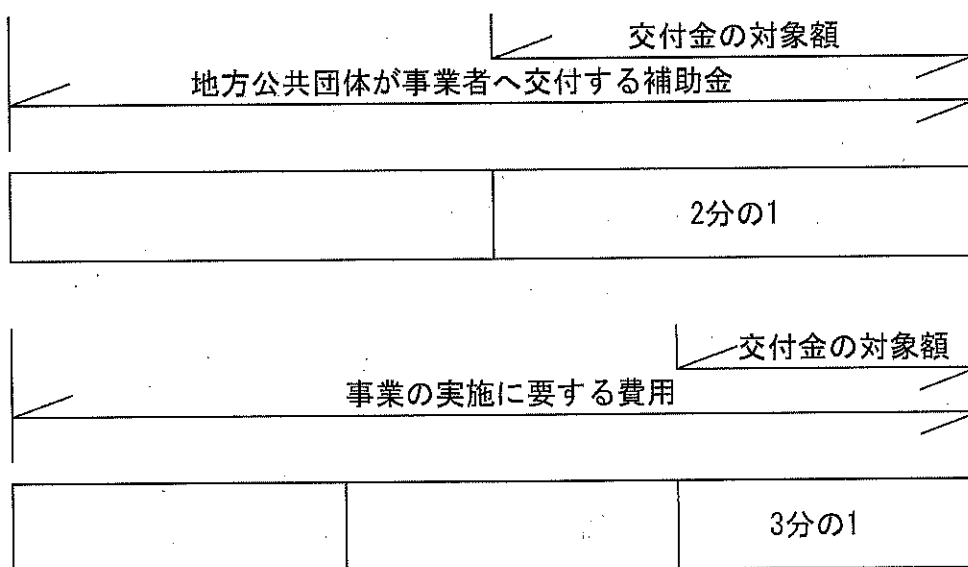 交付金の対象額
地方公共団体が事業者へ交付する補助金
2分の1
交付金の対象額
事業の実施に要する費用
3分の1